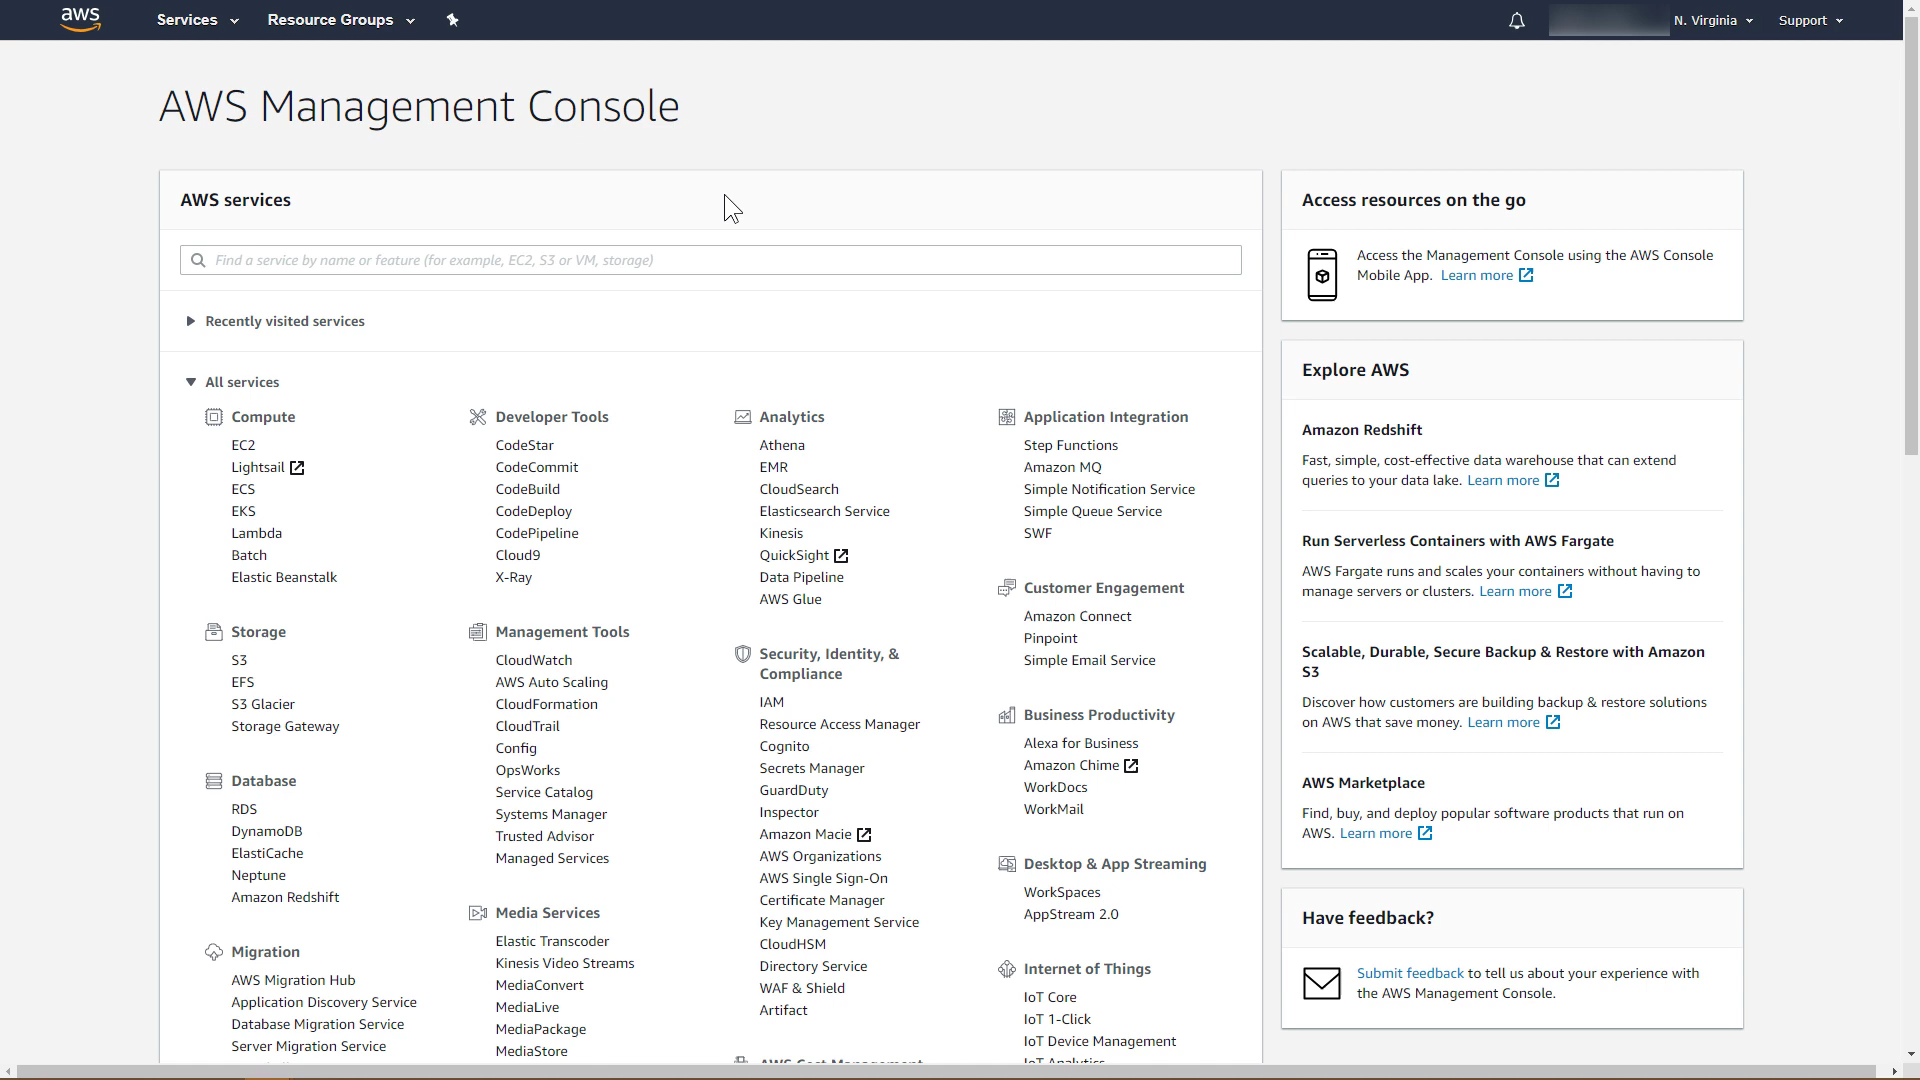 aws
Services
Resource Groups
N. Virginia
Support
AWS Management Console
AWS services
Find a service by name or feature (for example, EC2, S3 or VM, storage)
Recently visited services
All services
Compute
EC2
Lightsail
ECS
EKS
Lambda
Batch
Elastic Beanstalk
Storage
S3
EFS
S3 Glacier
Storage Gateway
Database
RDS
DynamoDB
ElastiCache
Neptune
Amazon Redshift
Migration
AWS Migration Hub
Application Discovery Service
Database Migration Service
Server Migration Service
Developer Tools
CodeStar
CodeCommit
CodeBuild
CodeDeploy
CodePipeline
Cloud9
X-Ray
Management Tools
CloudWatch
AWS Auto Scaling
CloudFormation
CloudTrail
Config
OpsWorks
Service Catalog
Systems Manager
Trusted Advisor
Managed Services
Media Services
Elastic Transcoder
Kinesis Video Streams
MediaConvert
MediaLive
MediaPackage
MediaStore
Analytics
Athena
EMR
CloudSearch
Elasticsearch Service
Kinesis
QuickSight
Data Pipeline
AWS Glue
Security, Identity, &
Compliance
IAM
Resource Access Manager
Cognito
Secrets Manager
GuardDuty
Inspector
Amazon Macie
AWS Organizations
AWS Single Sign-On
Certificate Manager
Key Management Service
CloudHSM
Directory Service
WAF & Shield
Artifact
AWS Cost Management
Application Integration
Step Functions
Amazon MQ
Simple Notification Service
Simple Queue Service
SWF
Customer Engagement
Amazon Connect
Pinpoint
Simple Email Service
Business Productivity
Alexa for Business
Amazon Chime
WorkDocs
WorkMail
Desktop & App Streaming
WorkSpaces
AppStream 2.0
Internet of Things
IoT Core
IoT 1-Click
IoT Device Management
IoT Analytics
Access resources on the go
Access the Management Console using the AWS Console
Mobile App. Learn more
Explore AWS
Amazon Redshift
Fast, simple, cost-effective data warehouse that can extend
queries to your data lake. Learn more
Run Serverless Containers with AWS Fargate
AWS Fargate runs and scales your containers without having to
manage servers or clusters. Learn more
Scalable, Durable, Secure Backup & Restore with Amazon
S3
Discover how customers are building backup & restore solutions
on AWS that save money. Learn more
AWS Marketplace
Find, buy, and deploy popular software products that run on
AWS. Learn more
Have feedback?
Submit feedback to tell us about your experience with
the AWS Management Console.